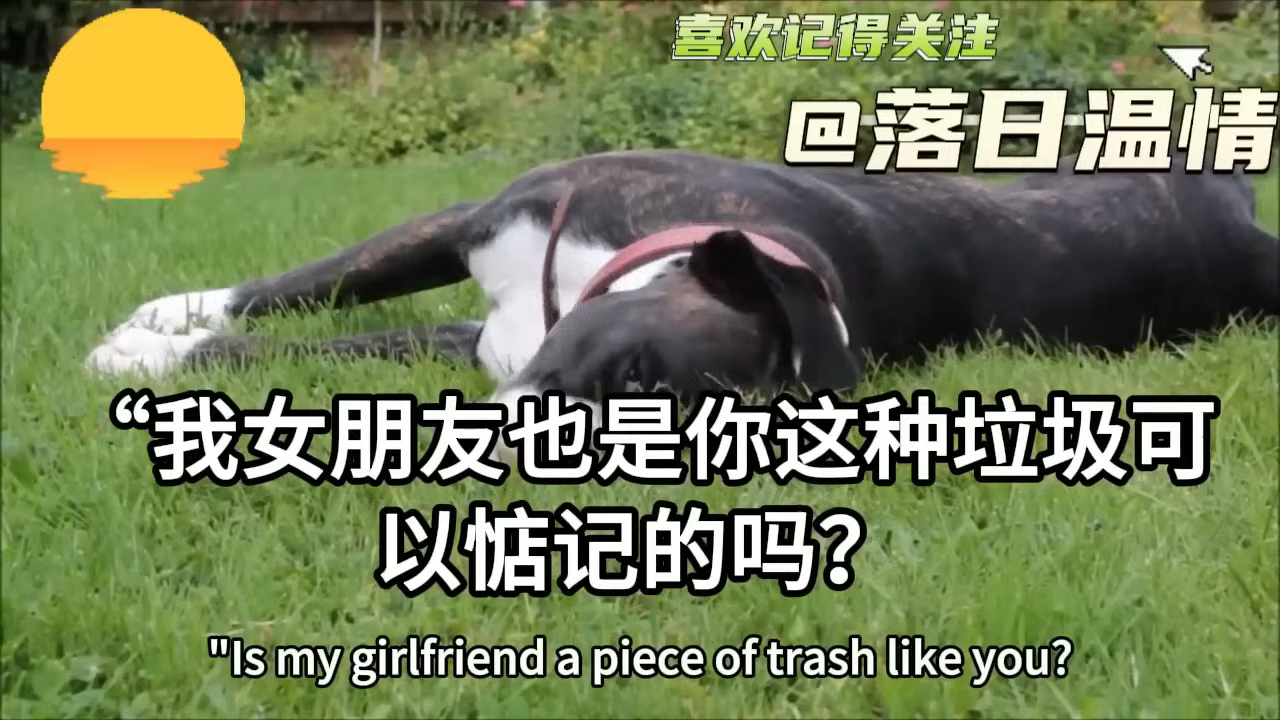 喜欢记得关注
@落日温情
“我女朋友也是你这种垃圾可
以惦记的吗？
"Is my girlfriend a piece of trash like you?